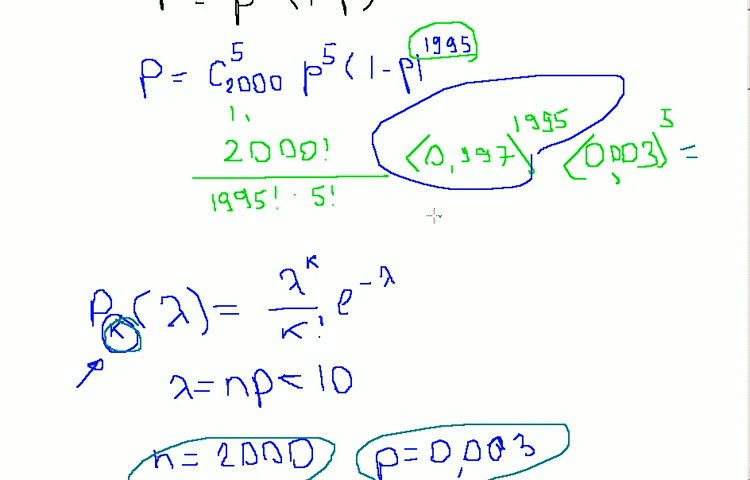 P = C⁵₂₀₀₀ p⁵ (1-p)¹⁹⁹⁵
2000! / 1995! · 5! (0,997)¹⁹⁹⁵ · (0,003)⁵ =
Pₖ(λ) = λᴷ / K! e⁻λ
λ = np < 10
n = 2000 p = 0,003